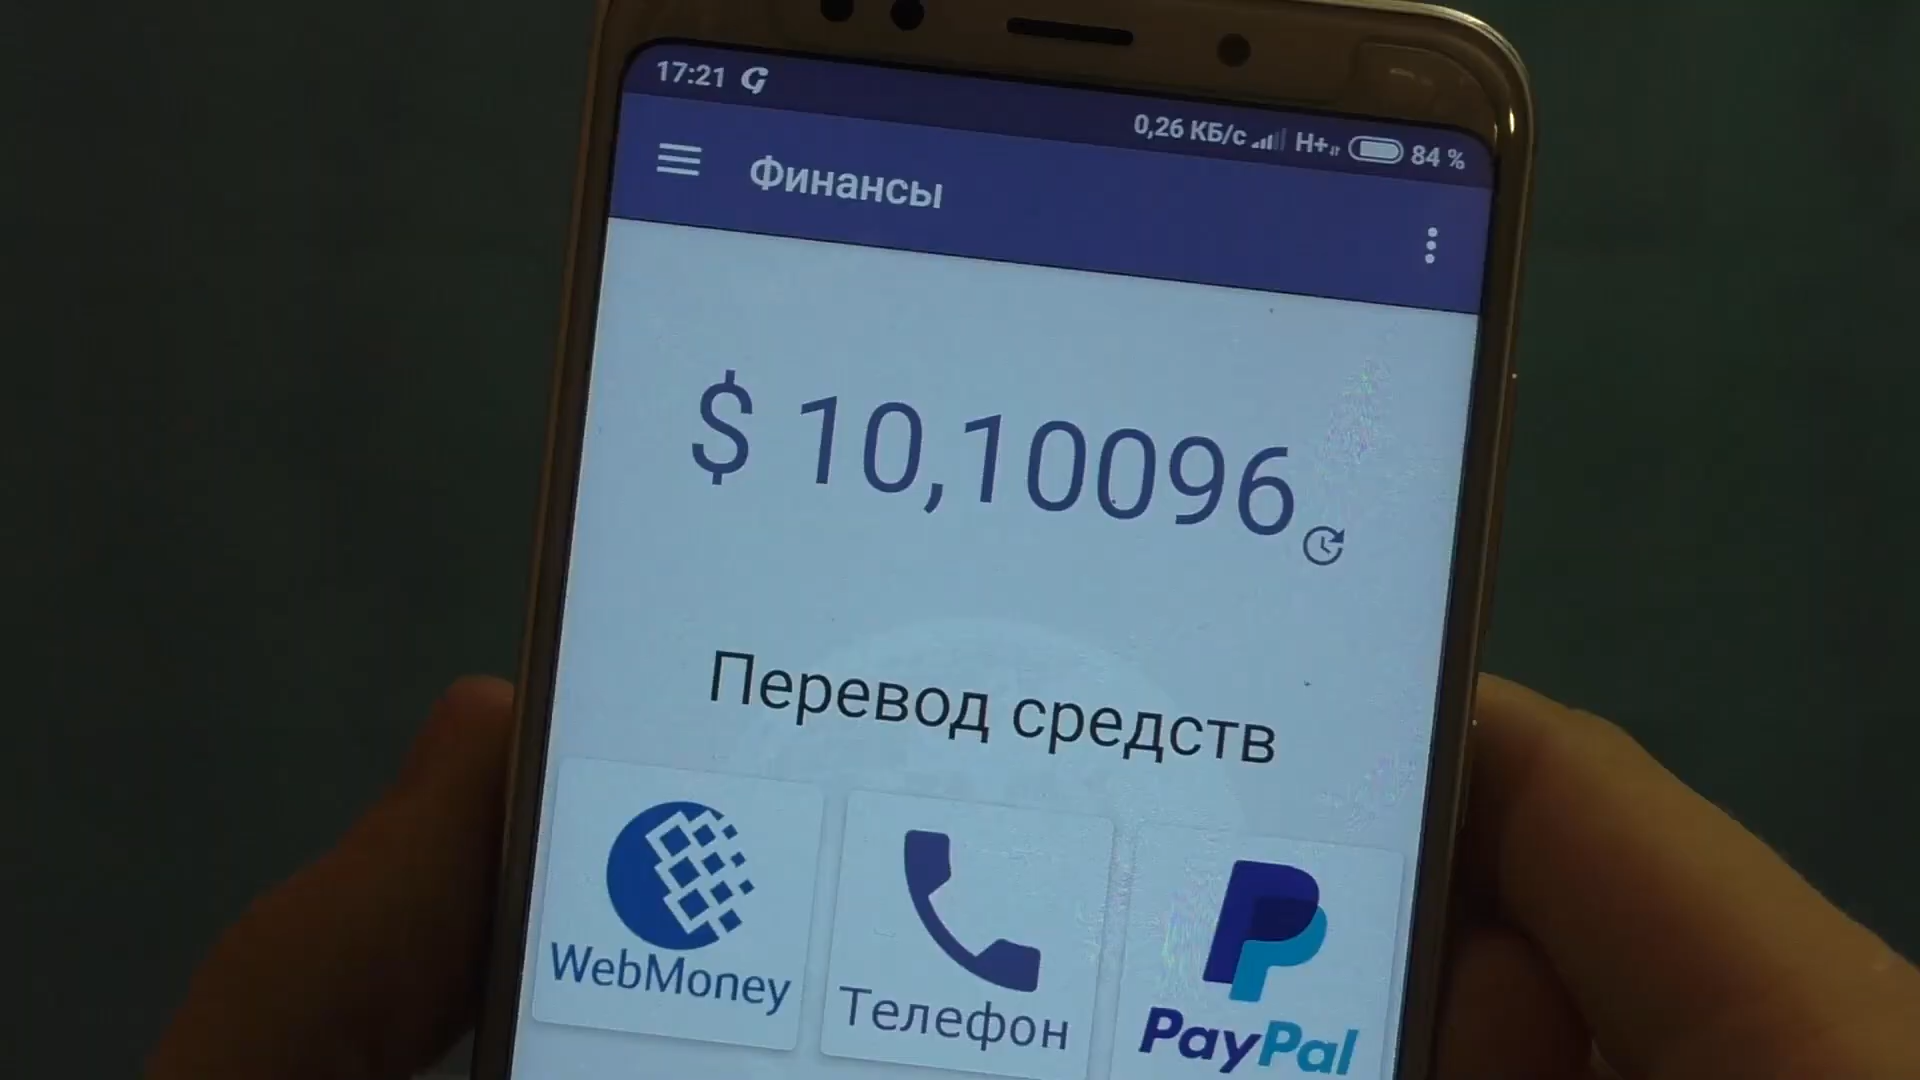 17:21 G
0,26 КБ/с H+ 84 %
Финансы
$ 10,10096
Перевод средств
WebMoney
Телефон
PayPal